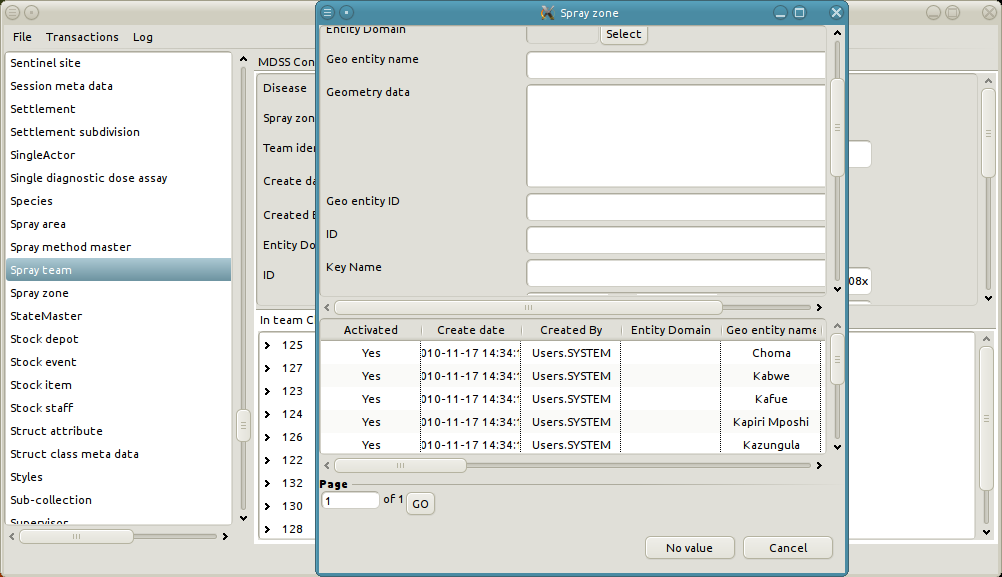 Spray zone
File Transactions Log
Sentinel site
Session meta data
Settlement
Settlement subdivision
SingleActor
Single diagnostic dose assay
Species
Spray area
Spray method master
Spray team
Spray zone
StateMaster
Stock depot
Stock event
Stock item
Stock staff
Struct attribute
Struct class meta data
Styles
Sub-collection
Supervisor
MDSS Con
Disease
Spray zon
Team iden
Create da
Created B
Entity Do
ID
08x
In team C
125
127
123
124
126
122
132
130
128
Entity Domain Select
Geo entity name
Geometry data
Geo entity ID
ID
Key Name
Activated Create date Created By Entity Domain Geo entity name
Yes 010-11-17 14:34: Users.SYSTEM Choma
Yes 010-11-17 14:34: Users.SYSTEM Kabwe
Yes 010-11-17 14:34: Users.SYSTEM Kafue
Yes 010-11-17 14:34: Users.SYSTEM Kapiri Mposhi
Yes 010-11-17 14:34: Users.SYSTEM Kazungula
Page
1 of 1 GO
No value Cancel